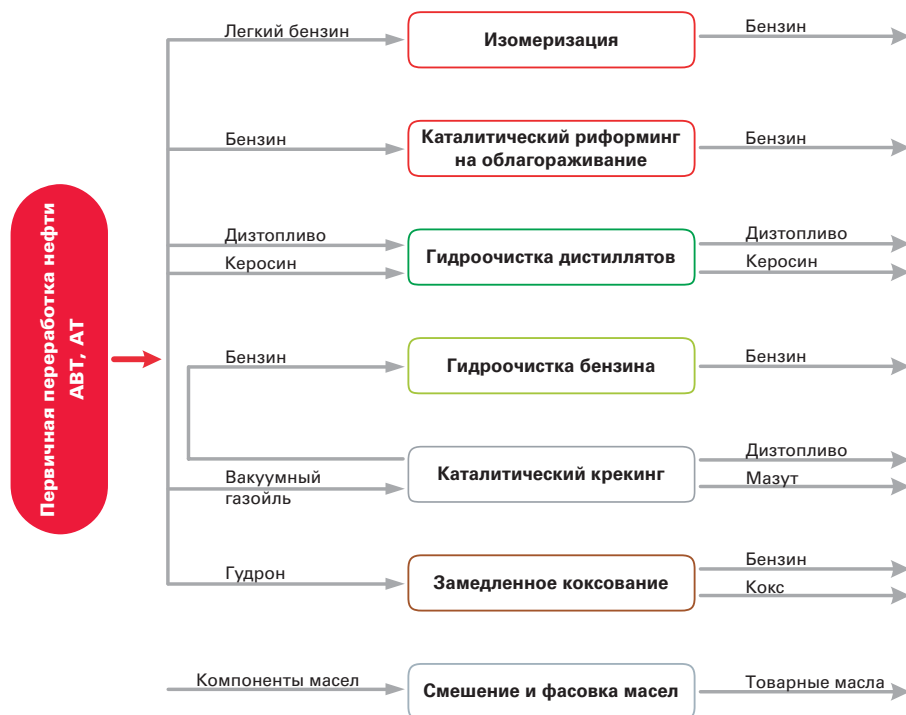 Первичная переработка нефти
АВТ, АТ
Легкий бензин
Изомеризация
Бензин
Бензин
Каталитический риформинг
на облагораживание
Бензин
Дизтопливо
Керосин
Гидроочистка дистиллятов
Дизтопливо
Керосин
Бензин
Гидроочистка бензина
Бензин
Вакуумный
газойль
Каталитический крекинг
Дизтопливо
Мазут
Гудрон
Замедленное коксование
Бензин
Кокс
Компоненты масел
Смешение и фасовка масел
Товарные масла